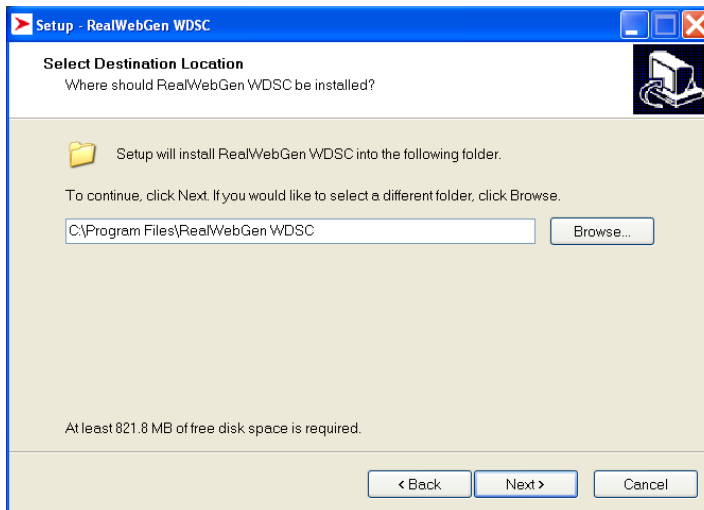 Setup - RealWebGen WDSC
Select Destination Location
Where should RealWebGen WDSC be installed?
Setup will install RealWebGen WDSC into the following folder.
To continue, click Next. If you would like to select a different folder, click Browse.
C:\Program Files\RealWebGen WDSC
Browse...
At least 821.8 MB of free disk space is required.
< Back
Next >
Cancel